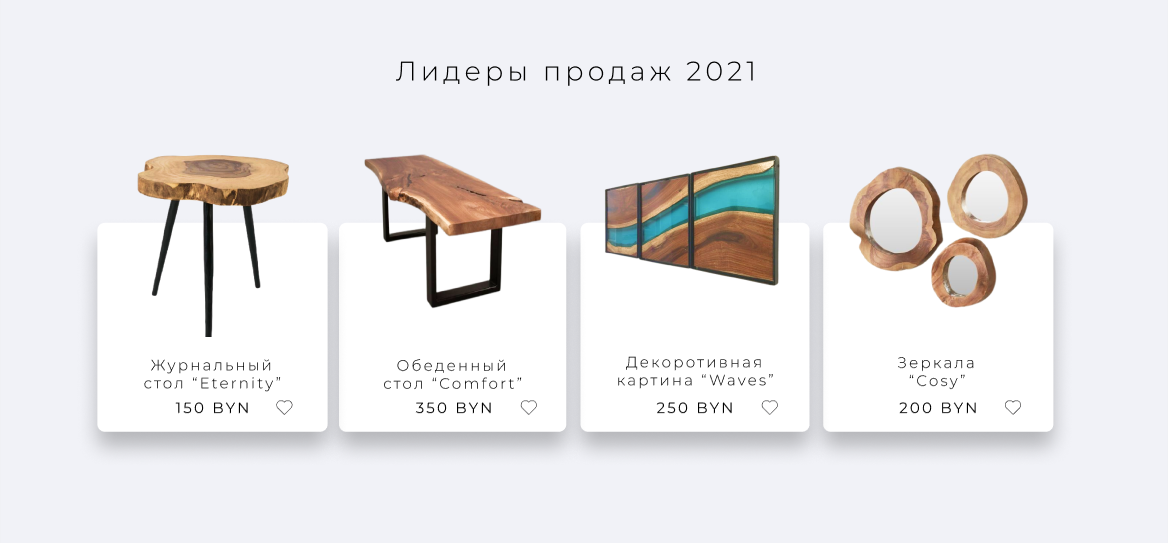 Лидеры продаж 2021
Журнальный
стол “Eternity”
150 BYN
Обеденный
стол “Comfort”
350 BYN
Декоротивная
картина “Waves”
250 BYN
Зеркала
“Cosy”
200 BYN